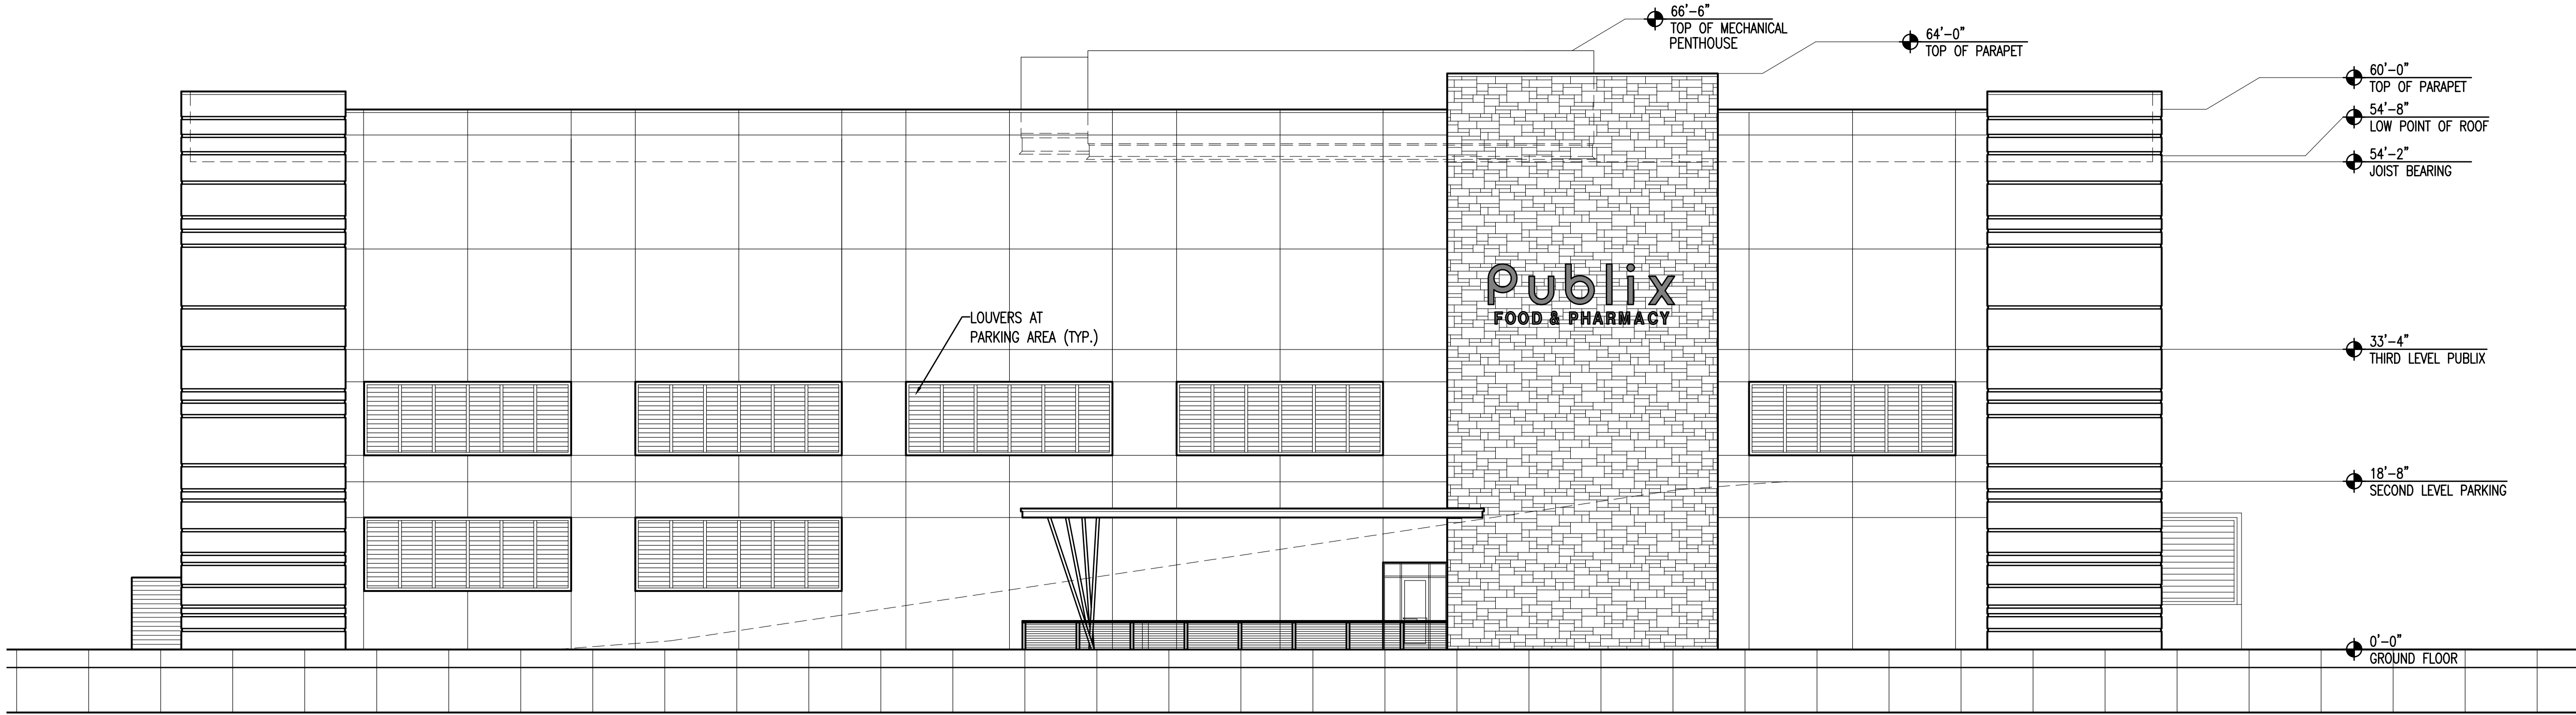 66'-6"
TOP OF MECHANICAL
PENTHOUSE
64'-0"
TOP OF PARAPET
60'-0"
TOP OF PARAPET
54'-8"
LOW POINT OF ROOF
54'-2"
JOIST BEARING
Publix
FOOD & PHARMACY
LOUVERS AT
PARKING AREA (TYP.)
33'-4"
THIRD LEVEL PUBLIX
18'-8"
SECOND LEVEL PARKING
0'-0"
GROUND FLOOR